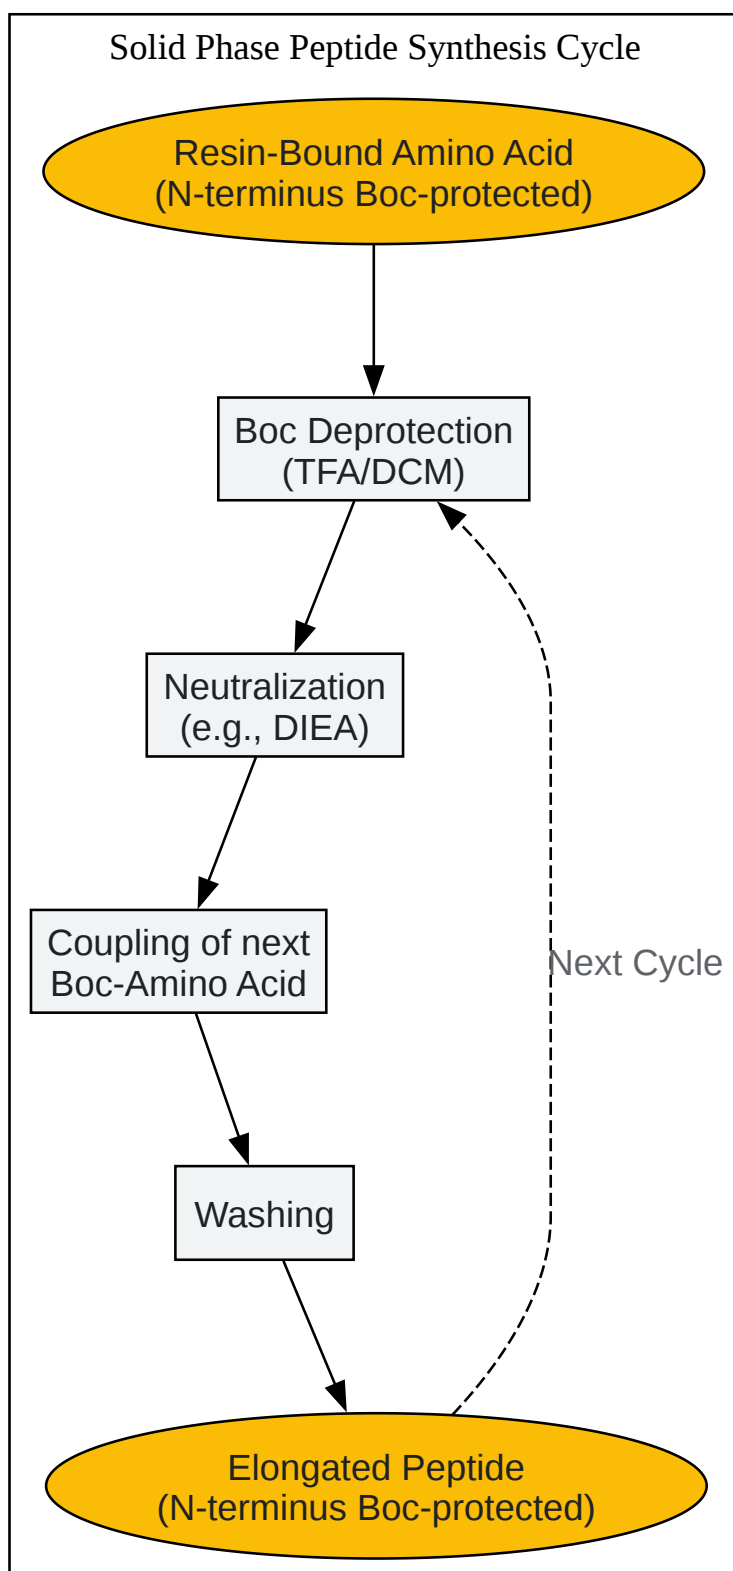 Solid Phase Peptide Synthesis Cycle
Resin-Bound Amino Acid
(N-terminus Boc-protected)
Boc Deprotection
(TFA/DCM)
Neutralization
(e.g., DIEA)
Coupling of next
Boc-Amino Acid
Next Cycle
Washing
Elongated Peptide
(N-terminus Boc-protected)